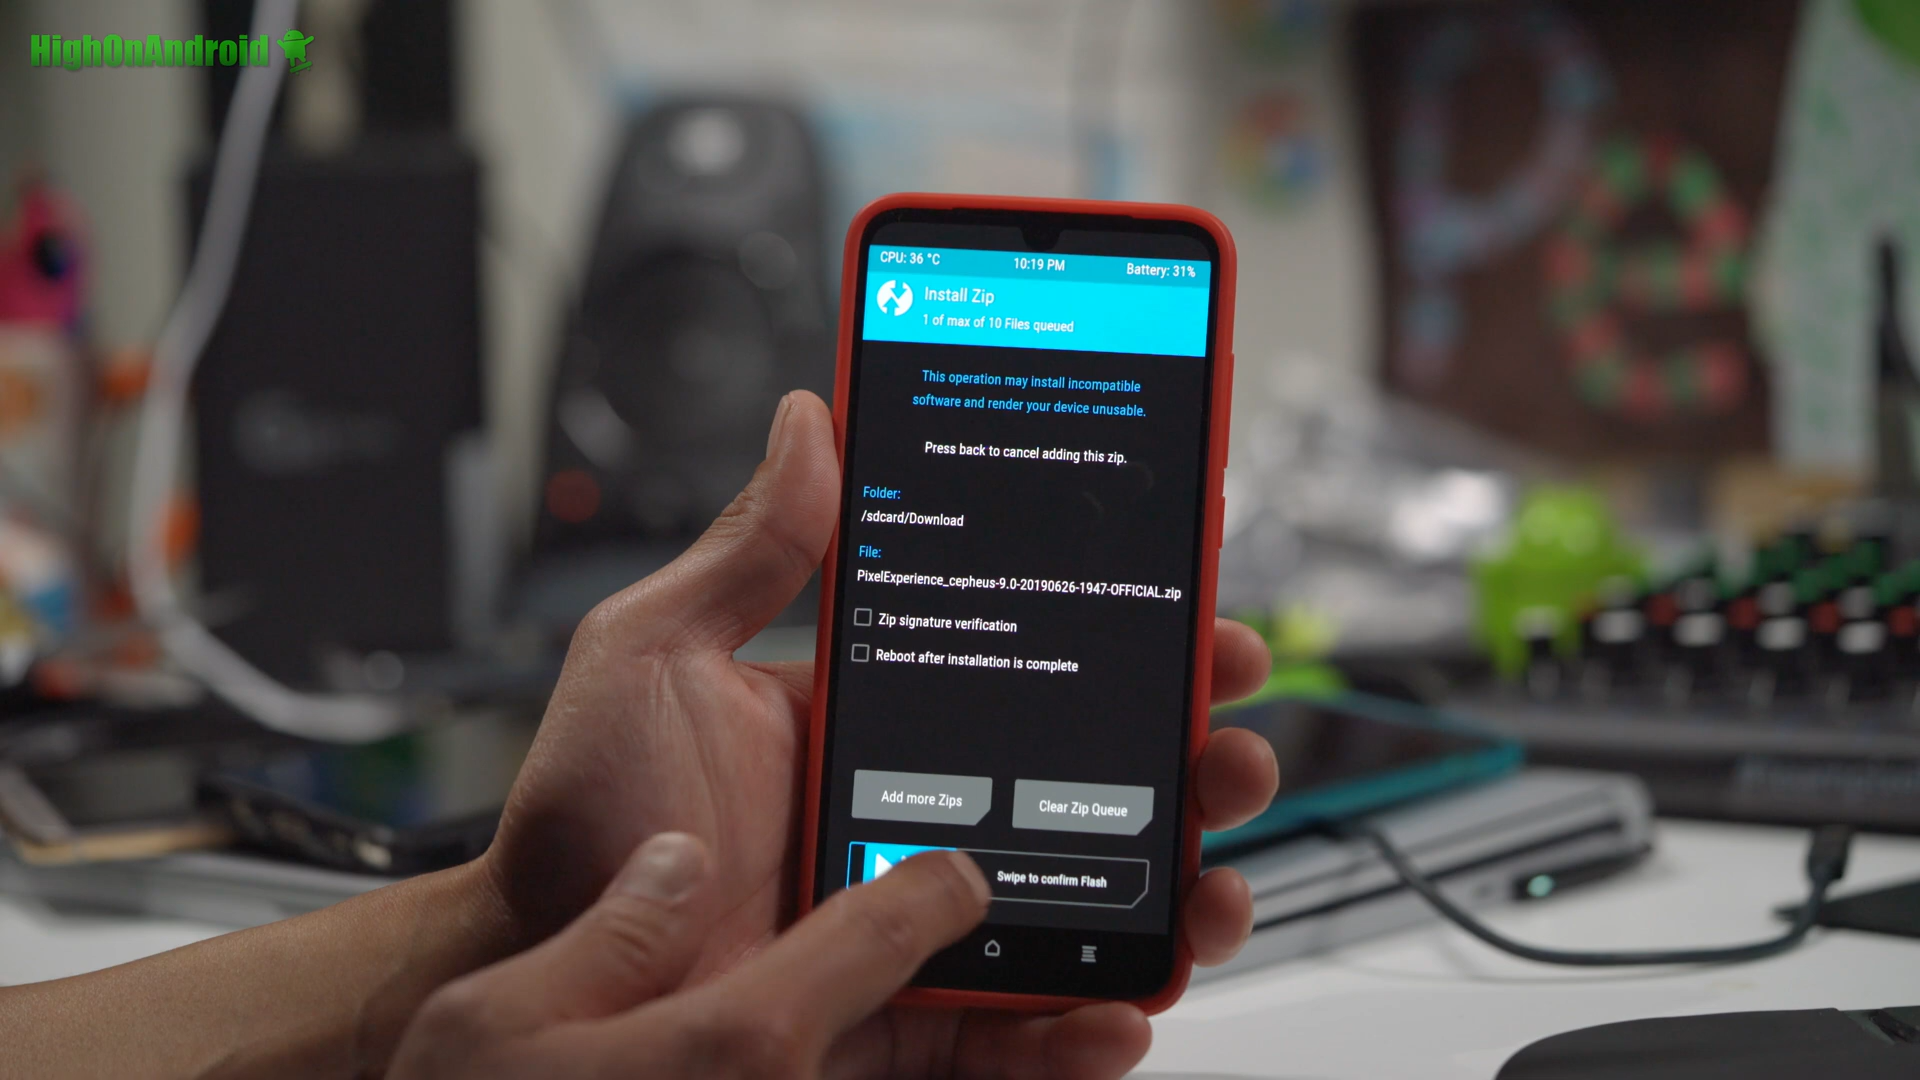 HighOnAndroid
CPU: 36 °C 10:19 PM Battery: 31%
Install Zip
1 of max of 10 Files queued
This operation may install incompatible
software and render your device unusable.
Press back to cancel adding this zip.
Folder:
/sdcard/Download
File:
PixelExperience_cepheus-9.0-20190626-1947-OFFICIAL.zip
Zip signature verification
Reboot after installation is complete
Add more Zips Clear Zip Queue
Swipe to confirm Flash